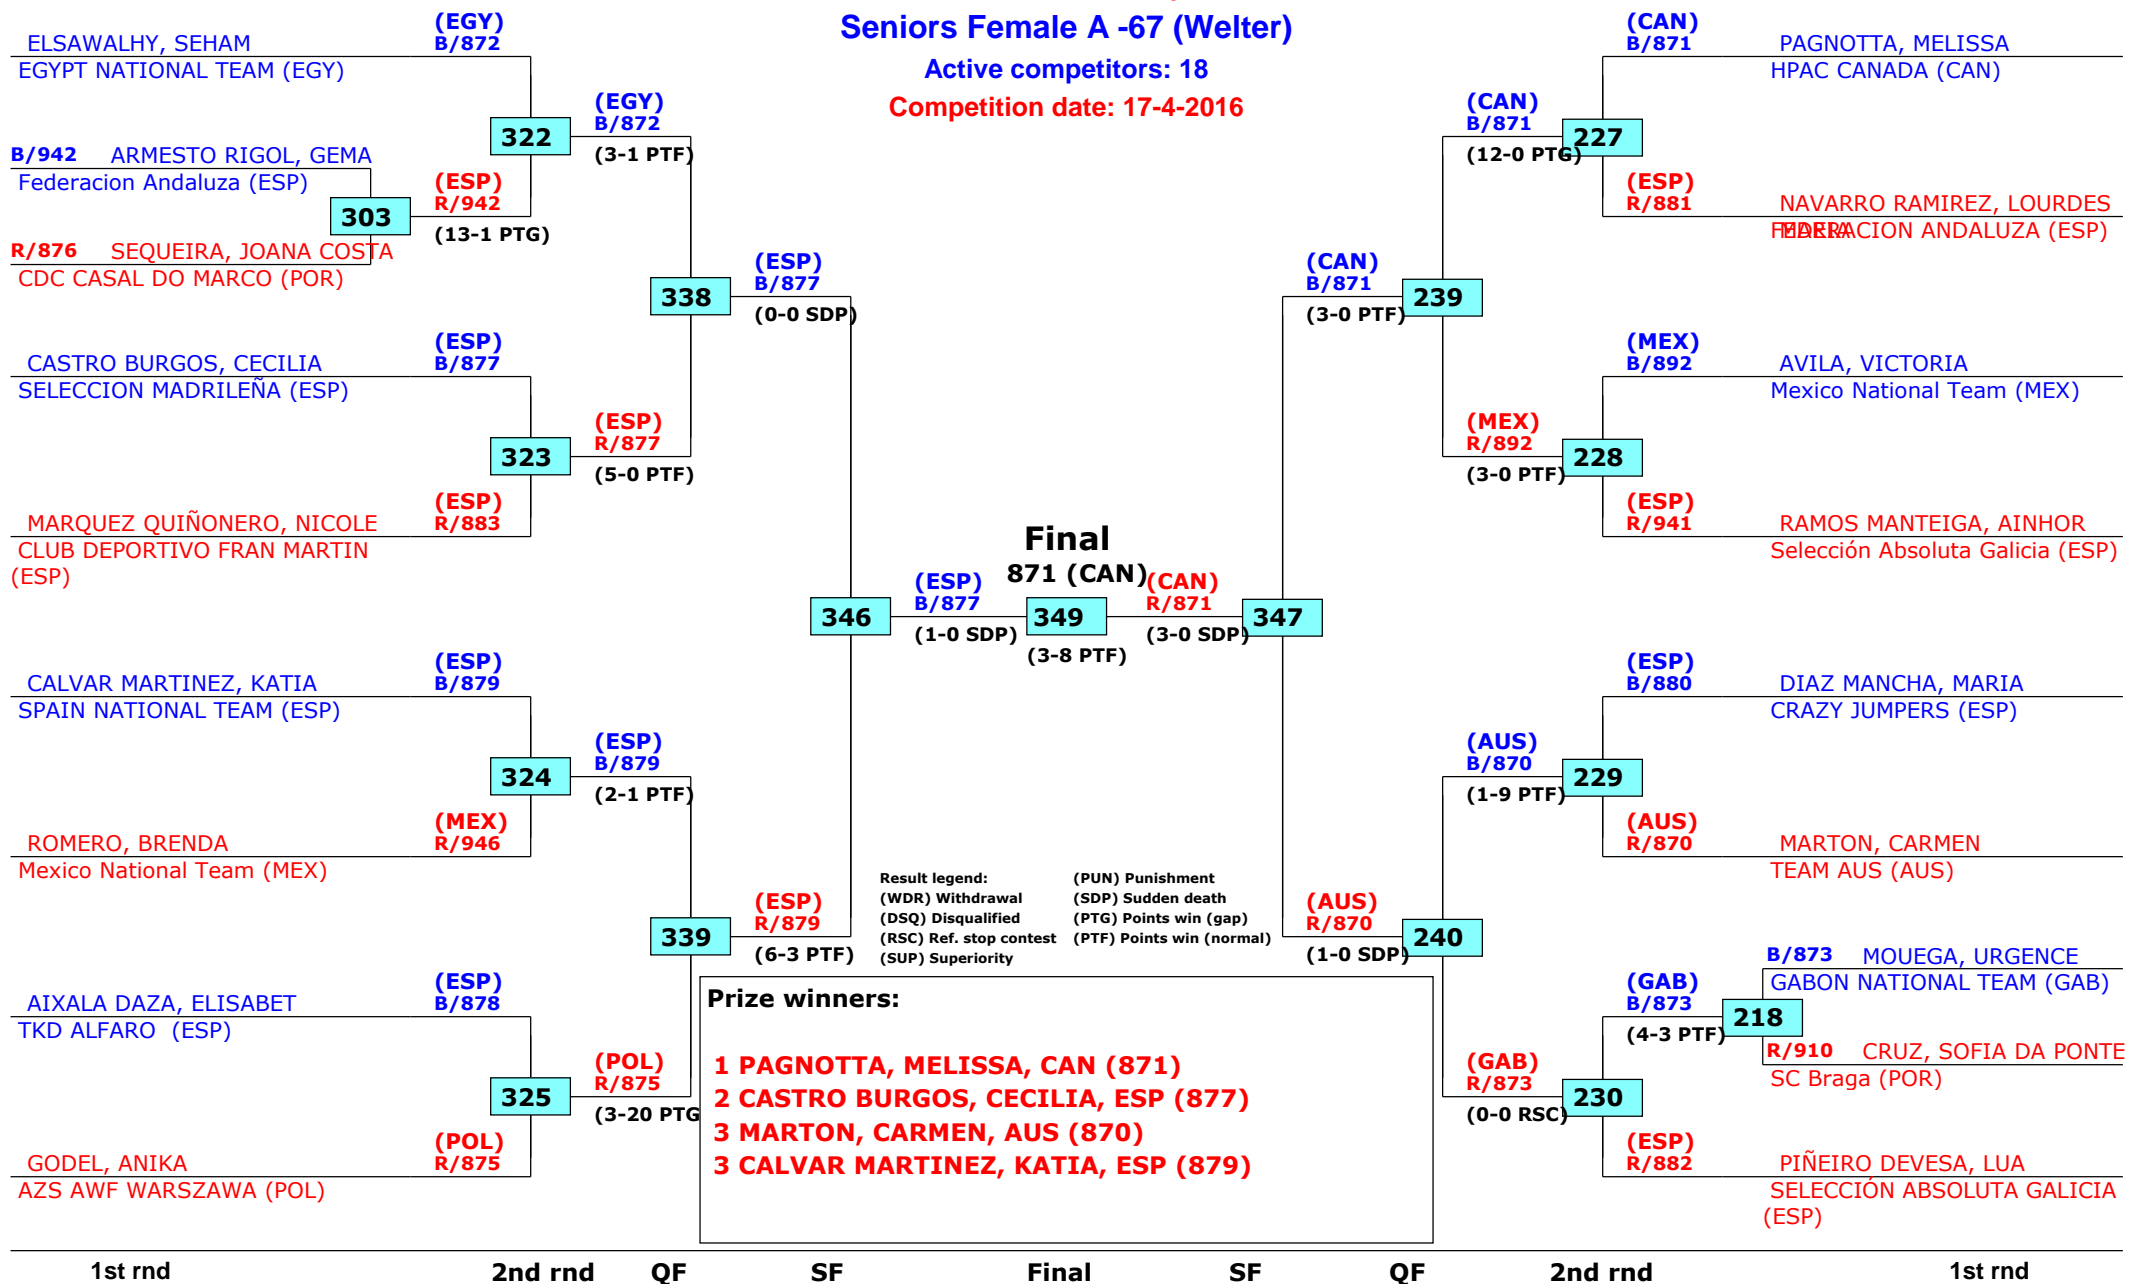 Seniors Female A -67 (Welter)
Active competitors: 18
Competition date: 17-4-2016
(EGY)
B/872
ELSAWALHY, SEHAM
EGYPT NATIONAL TEAM (EGY)
B/942 ARMESTO RIGOL, GEMA
Federacion Andaluza (ESP)
303
R/876 SEQUEIRA, JOANA COSTA
CDC CASAL DO MARCO (POR)
(ESP)
R/942
(13-1 PTG)
322
(EGY)
B/872
(3-1 PTF)
(ESP)
B/877
CASTRO BURGOS, CECILIA
SELECCION MADRILEÑA (ESP)
323
(ESP)
R/877
(5-0 PTF)
(ESP)
R/883
MARQUEZ QUIÑONERO, NICOLE
CLUB DEPORTIVO FRAN MARTIN
(ESP)
338
(ESP)
B/877
(0-0 SDP)
(ESP)
B/879
CALVAR MARTINEZ, KATIA
SPAIN NATIONAL TEAM (ESP)
324
(ESP)
B/879
(2-1 PTF)
(MEX)
R/946
ROMERO, BRENDA
Mexico National Team (MEX)
339
(ESP)
R/879
(6-3 PTF)
(ESP)
B/878
AIXALA DAZA, ELISABET
TKD ALFARO (ESP)
325
(POL)
R/875
(3-20 PTG
(POL)
R/875
GODEL, ANIKA
AZS AWF WARSZAWA (POL)
346
(ESP)
B/877
(1-0 SDP)
Final
871 (CAN)
349
(3-8 PTF)
(CAN)
R/871
(3-0 SDP)
347
(CAN)
B/871
PAGNOTTA, MELISSA
HPAC CANADA (CAN)
(CAN)
B/871
(12-0 PTG)
227
(ESP)
R/881
NAVARRO RAMIREZ, LOURDES
MARIA
FEDERACION ANDALUZA (ESP)
(CAN)
B/871
(3-0 PTF)
239
(MEX)
B/892
AVILA, VICTORIA
Mexico National Team (MEX)
(MEX)
R/892
(3-0 PTF)
228
(ESP)
R/941
RAMOS MANTEIGA, AINHOR
Selección Absoluta Galicia (ESP)
(ESP)
B/880
DIAZ MANCHA, MARIA
CRAZY JUMPERS (ESP)
(AUS)
B/870
(1-9 PTF)
229
(AUS)
R/870
MARTON, CARMEN
TEAM AUS (AUS)
(AUS)
R/870
(1-0 SDP)
240
B/873 MOUEGA, URGENCE
GABON NATIONAL TEAM (GAB)
(GAB)
B/873
(4-3 PTF)
218
R/910 CRUZ, SOFIA DA PONTE
SC Braga (POR)
(GAB)
R/873
(0-0 RSC)
230
(ESP)
R/882
PIÑEIRO DEVESA, LUA
SELECCIÓN ABSOLUTA GALICIA
(ESP)
Result legend:
(WDR) Withdrawal
(DSQ) Disqualified
(RSC) Ref. stop contest
(SUP) Superiority
(PUN) Punishment
(SDP) Sudden death
(PTG) Points win (gap)
(PTF) Points win (normal)
Prize winners:
1 PAGNOTTA, MELISSA, CAN (871)
2 CASTRO BURGOS, CECILIA, ESP (877)
3 MARTON, CARMEN, AUS (870)
3 CALVAR MARTINEZ, KATIA, ESP (879)
1st rnd 2nd rnd QF SF Final SF QF 2nd rnd 1st rnd